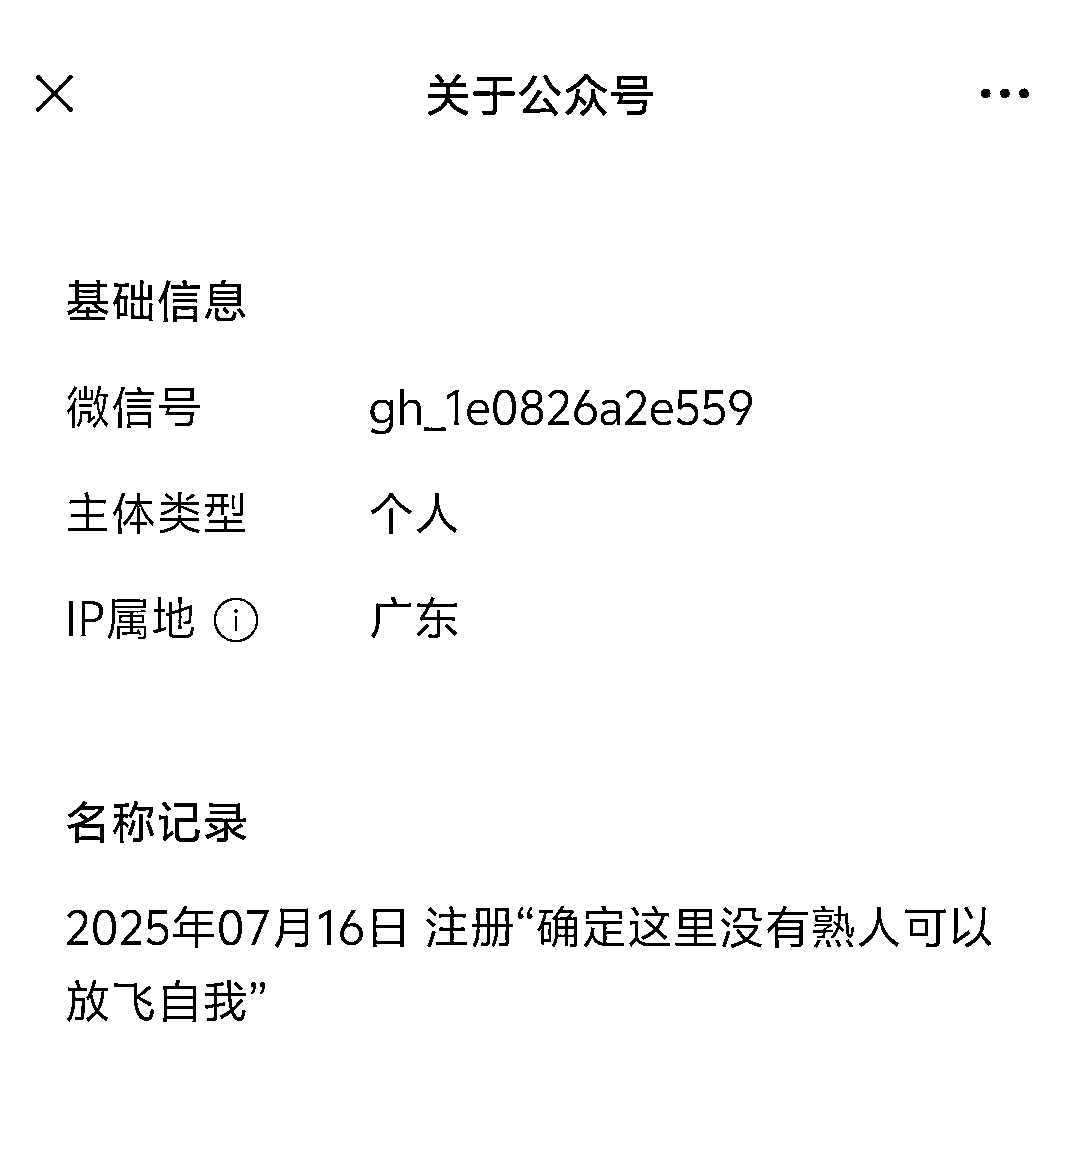 关于公众号
基础信息
微信号 gh_1e0826a2e559
主体类型 个人
IP属地 广东
名称记录
2025年07月16日 注册“确定这里没有熟人可以
放飞自我”